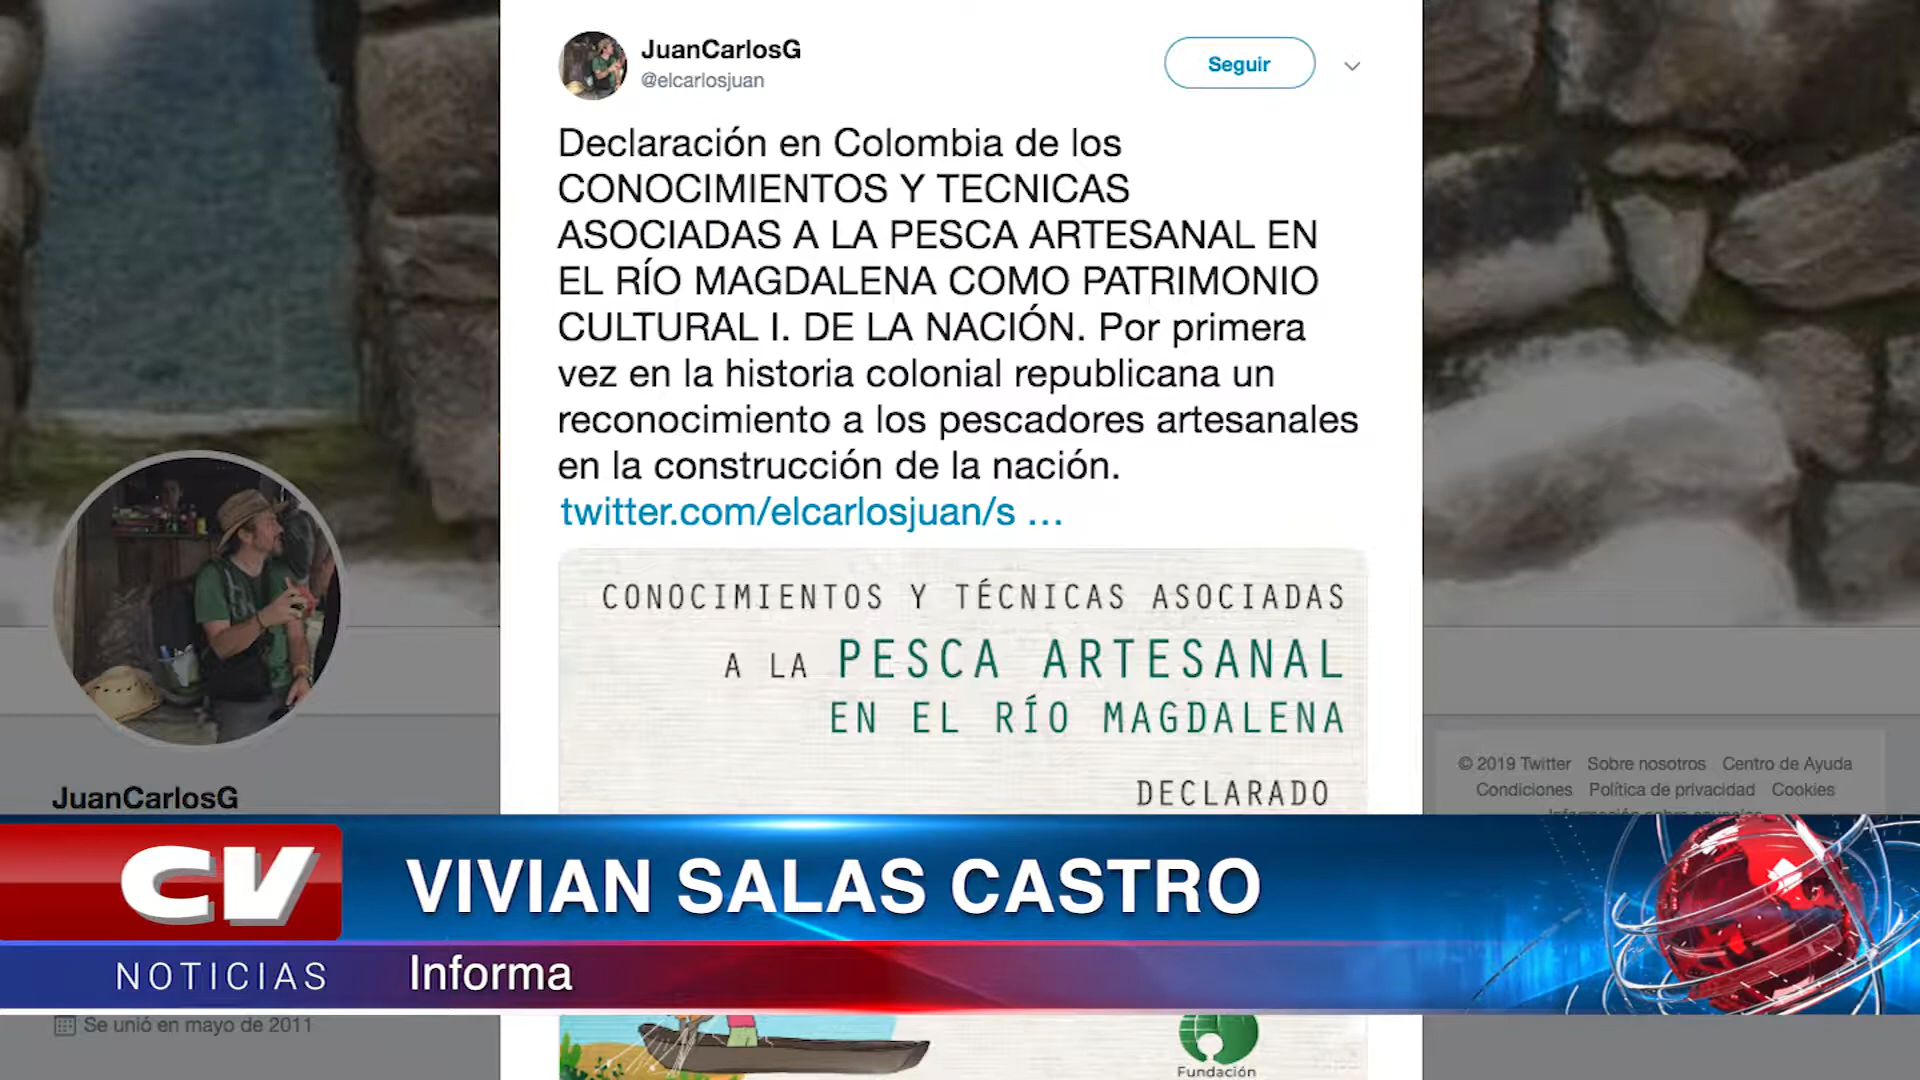 JuanCarlosG
@elcarlosjuan
Seguir
Declaración en Colombia de los
CONOCIMIENTOS Y TECNICAS
ASOCIADAS A LA PESCA ARTESANAL EN
EL RÍO MAGDALENA COMO PATRIMONIO
CULTURAL I. DE LA NACIÓN. Por primera
vez en la historia colonial republicana un
reconocimiento a los pescadores artesanales
en la construcción de la nación.
twitter.com/elcarlosjuan/s ...
CONOCIMIENTOS Y TÉCNICAS ASOCIADAS
A LA PESCA ARTESANAL
EN EL RÍO MAGDALENA
DECLARADO
JuanCarlosG
© 2019 Twitter Sobre nosotros Centro de Ayuda
Condiciones Política de privacidad Cookies
CV
NOTICIAS
VIVIAN SALAS CASTRO
Informa
Se unió en mayo de 2011
Fundación